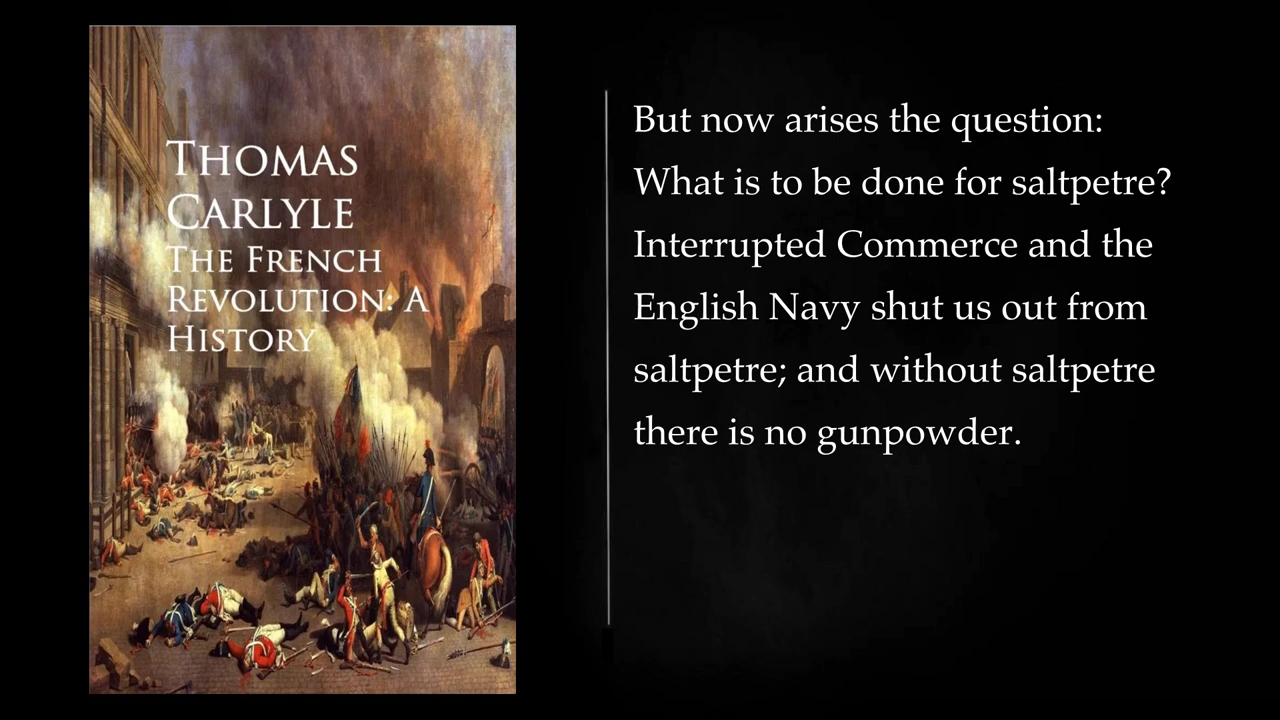 THOMAS
CARLYLE
THE FRENCH
REVOLUTION: A
HISTORY
But now arises the question:
What is to be done for saltpetre?
Interrupted Commerce and the
English Navy shut us out from
saltpetre; and without saltpetre
there is no gunpowder.